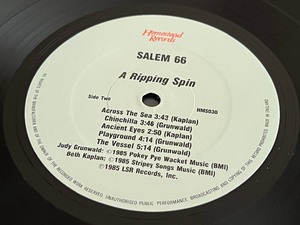 Homestead
Records
SALEM 66
A Ripping Spin
Side Two
HMS030
Across The Sea 3:42 (Kaplan)
Chinchilla 3:46 (Grunwald)
Ancient Eyes 2:50 (Kaplan)
Playground 4:14 (Grunwald)
The Vessel 5:14 (Grunwald)
Judy Grunwald: ©1985 Pokey Pye Wacket Music (BMI)
Beth Kaplan: ©1985 Stripey Songs Music (BMI)
℗1985 LSR Records, Inc.